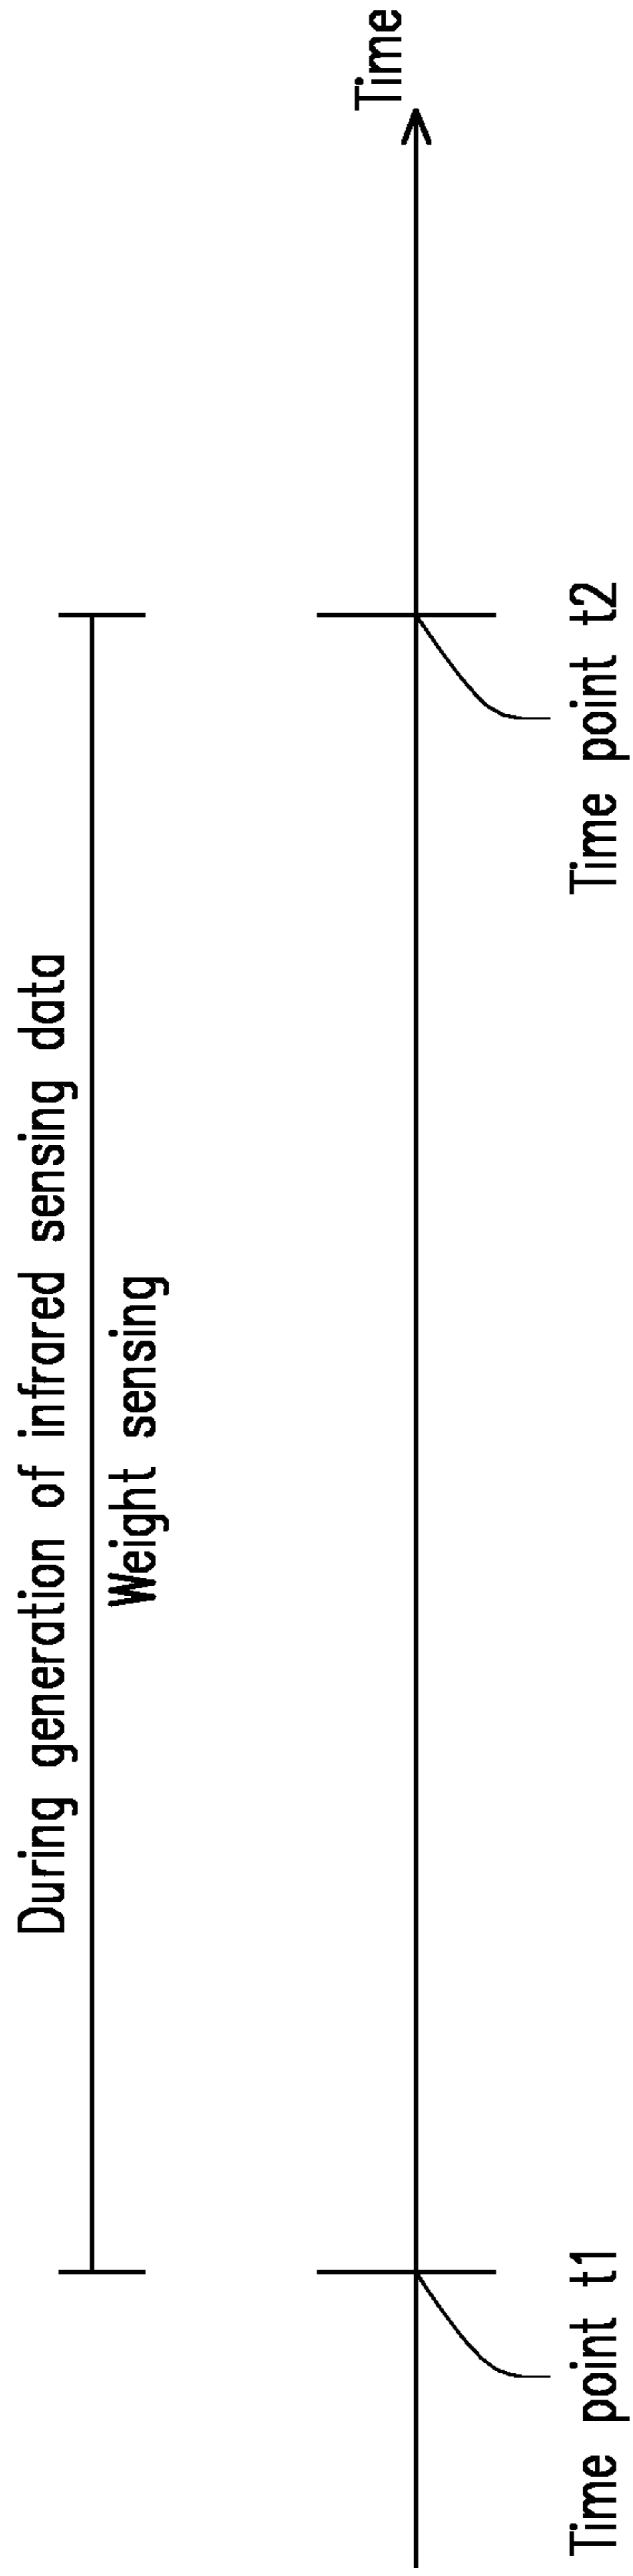 During generation of infrared sensing data
Weight sensing
Time
Time point t1
Time point t2